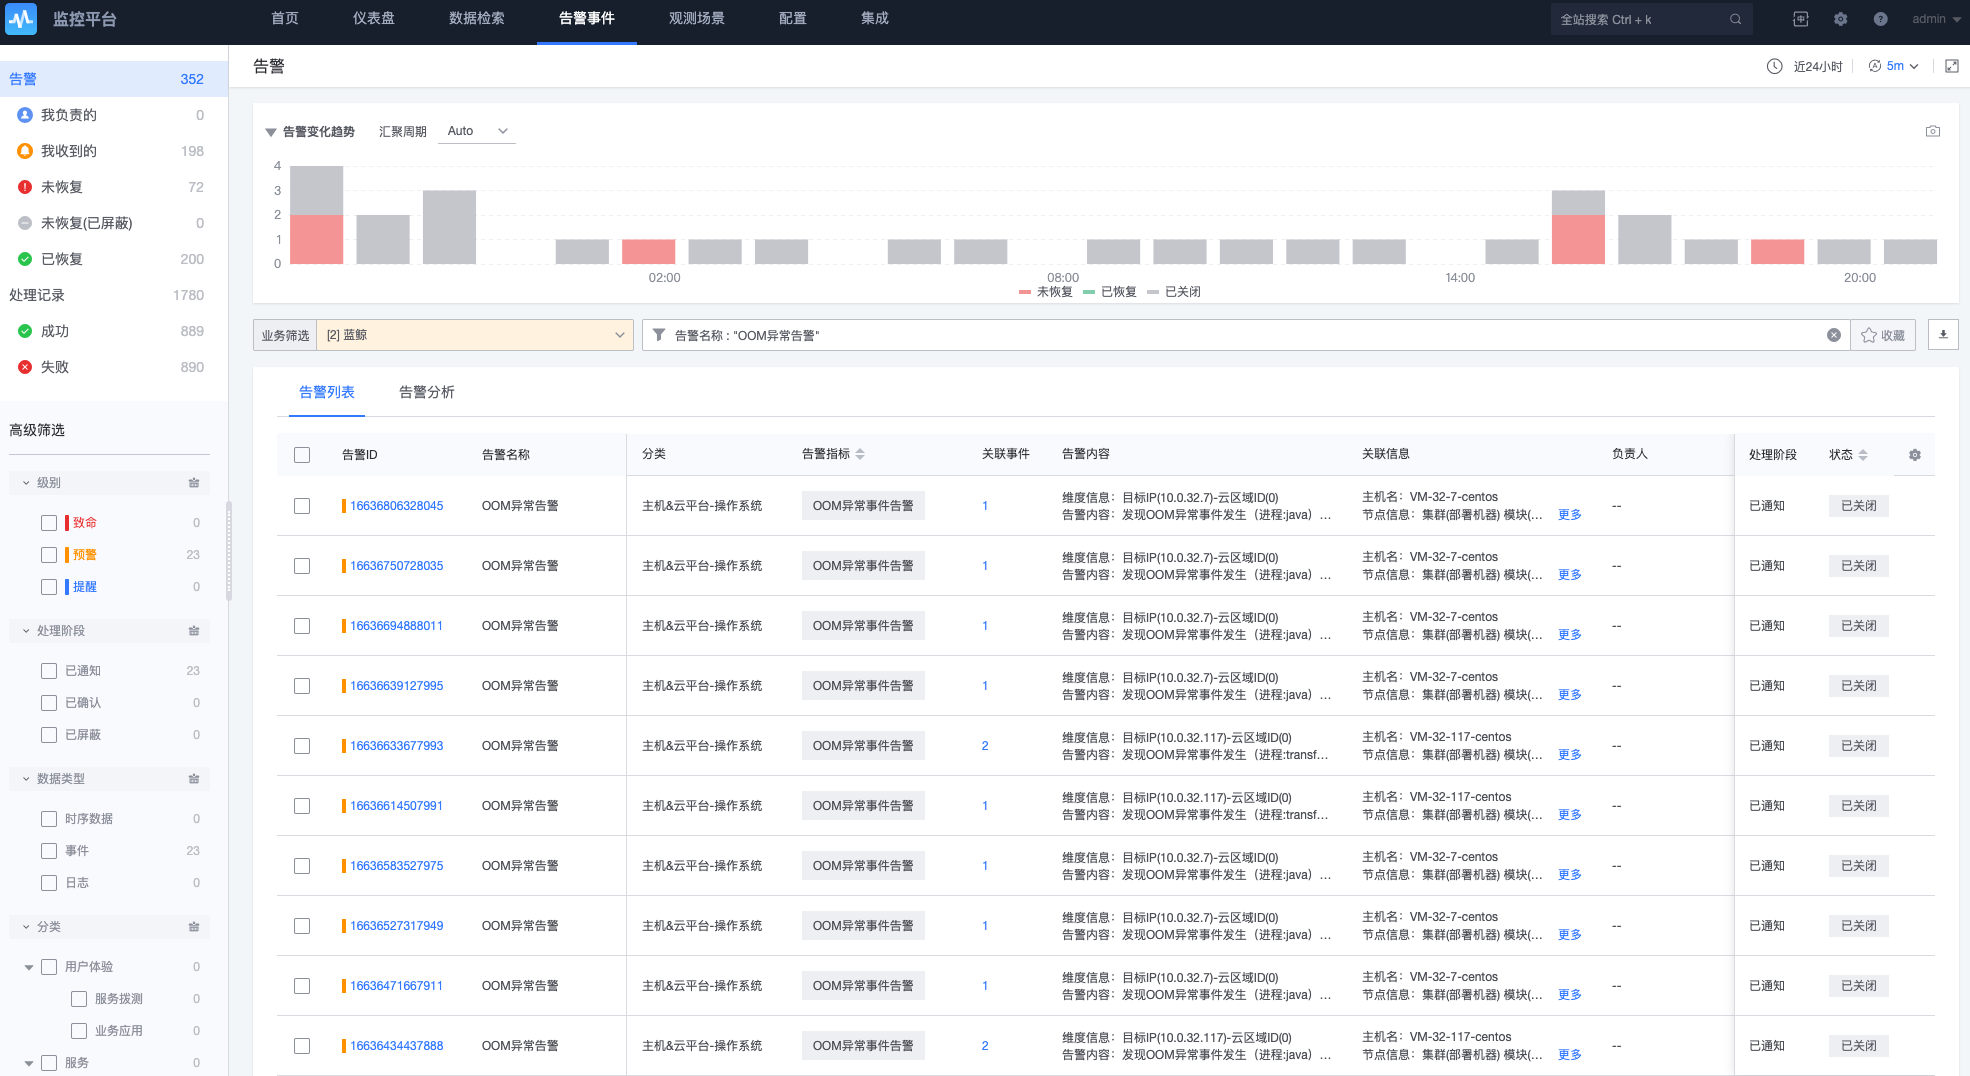 监控平台
首页 仪表盘 数据检索 告警事件 观测场景 配置 集成
全站搜索 Ctrl + k
admin
告警 352
我负责的 0
我收到的 198
未恢复 72
未恢复(已屏蔽) 0
已恢复 200
处理记录 1780
成功 889
失败 890
高级筛选
级别
致命 0
预警 23
提醒 0
处理阶段
已通知 23
已确认 0
已屏蔽 0
数据类型
时序数据 0
事件 23
日志 0
分类
用户体验 0
服务拨测 0
业务应用 0
服务 0
告警
近24小时 5m
告警变化趋势 汇聚周期 Auto
4
3
2
1
0
02:00 08:00 14:00 20:00
未恢复 已恢复 已关闭
业务筛选 [2] 蓝鲸
告警名称 : "OOM异常告警"
收藏
告警列表 告警分析
告警ID 告警名称 分类 告警指标 关联事件 告警内容 关联信息 负责人 处理阶段 状态
16636806328045 OOM异常告警 主机&云平台-操作系统 OOM异常事件告警 1 维度信息：目标IP(10.0.32.7)-云区域ID(0) 主机名：VM-32-7-centos -- 已通知 已关闭
告警内容：发现OOM异常事件发生（进程:java）... 节点信息：集群(部署机器) 模块(... 更多
16636750728035 OOM异常告警 主机&云平台-操作系统 OOM异常事件告警 1 维度信息：目标IP(10.0.32.7)-云区域ID(0) 主机名：VM-32-7-centos -- 已通知 已关闭
告警内容：发现OOM异常事件发生（进程:java）... 节点信息：集群(部署机器) 模块(... 更多
16636694888011 OOM异常告警 主机&云平台-操作系统 OOM异常事件告警 1 维度信息：目标IP(10.0.32.7)-云区域ID(0) 主机名：VM-32-7-centos -- 已通知 已关闭
告警内容：发现OOM异常事件发生（进程:java）... 节点信息：集群(部署机器) 模块(... 更多
16636639127995 OOM异常告警 主机&云平台-操作系统 OOM异常事件告警 1 维度信息：目标IP(10.0.32.7)-云区域ID(0) 主机名：VM-32-7-centos -- 已通知 已关闭
告警内容：发现OOM异常事件发生（进程:java）... 节点信息：集群(部署机器) 模块(... 更多
16636633677993 OOM异常告警 主机&云平台-操作系统 OOM异常事件告警 2 维度信息：目标IP(10.0.32.117)-云区域ID(0) 主机名：VM-32-117-centos -- 已通知 已关闭
告警内容：发现OOM异常事件发生（进程:transf... 节点信息：集群(部署机器) 模块(... 更多
16636614507991 OOM异常告警 主机&云平台-操作系统 OOM异常事件告警 1 维度信息：目标IP(10.0.32.117)-云区域ID(0) 主机名：VM-32-117-centos -- 已通知 已关闭
告警内容：发现OOM异常事件发生（进程:transf... 节点信息：集群(部署机器) 模块(... 更多
16636583527975 OOM异常告警 主机&云平台-操作系统 OOM异常事件告警 1 维度信息：目标IP(10.0.32.7)-云区域ID(0) 主机名：VM-32-7-centos -- 已通知 已关闭
告警内容：发现OOM异常事件发生（进程:java）... 节点信息：集群(部署机器) 模块(... 更多
16636527317949 OOM异常告警 主机&云平台-操作系统 OOM异常事件告警 1 维度信息：目标IP(10.0.32.7)-云区域ID(0) 主机名：VM-32-7-centos -- 已通知 已关闭
告警内容：发现OOM异常事件发生（进程:java）... 节点信息：集群(部署机器) 模块(... 更多
16636471667911 OOM异常告警 主机&云平台-操作系统 OOM异常事件告警 1 维度信息：目标IP(10.0.32.7)-云区域ID(0) 主机名：VM-32-7-centos -- 已通知 已关闭
告警内容：发现OOM异常事件发生（进程:java）... 节点信息：集群(部署机器) 模块(... 更多
16636434437888 OOM异常告警 主机&云平台-操作系统 OOM异常事件告警 2 维度信息：目标IP(10.0.32.117)-云区域ID(0) 主机名：VM-32-117-centos -- 已通知 已关闭
告警内容：发现OOM异常事件发生（进程:java）... 节点信息：集群(部署机器) 模块(... 更多